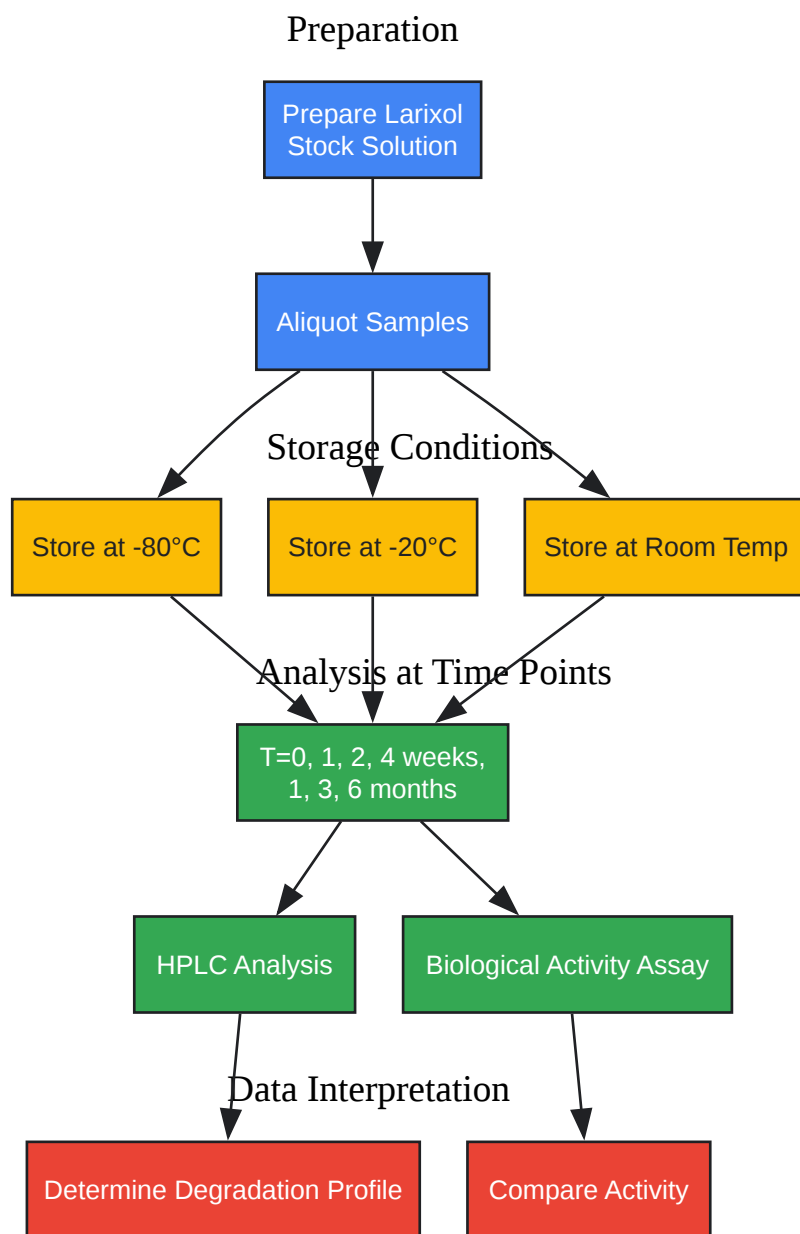 Preparation
Prepare Larixol
Stock Solution
Aliquot Samples
Storage Conditions
Store at -80°C
Store at -20°C
Store at Room Temp
Analysis at Time Points
T=0, 1, 2, 4 weeks,
1, 3, 6 months
HPLC Analysis
Biological Activity Assay
Data Interpretation
Determine Degradation Profile
Compare Activity